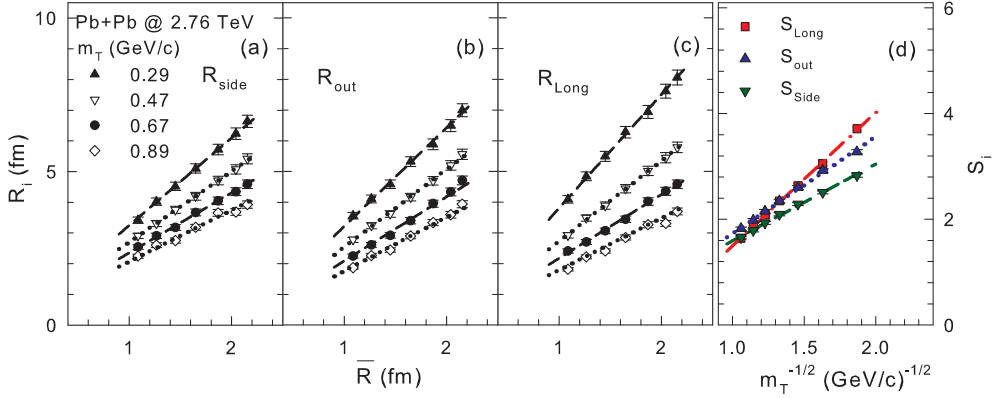 Pb+Pb @ 2.76 TeV
m_T (GeV/c)
0.29
0.47
0.67
0.89
(a)
R_side
(b)
R_out
(c)
R_Long
(d)
S_Long
S_out
S_Side
10
5
0
R_i (fm)
6
4
2
0
S_i
1 2
1 2
1 2
1.0 1.5 2.0
R̅ (fm)
m_T^-1/2 (GeV/c)^-1/2